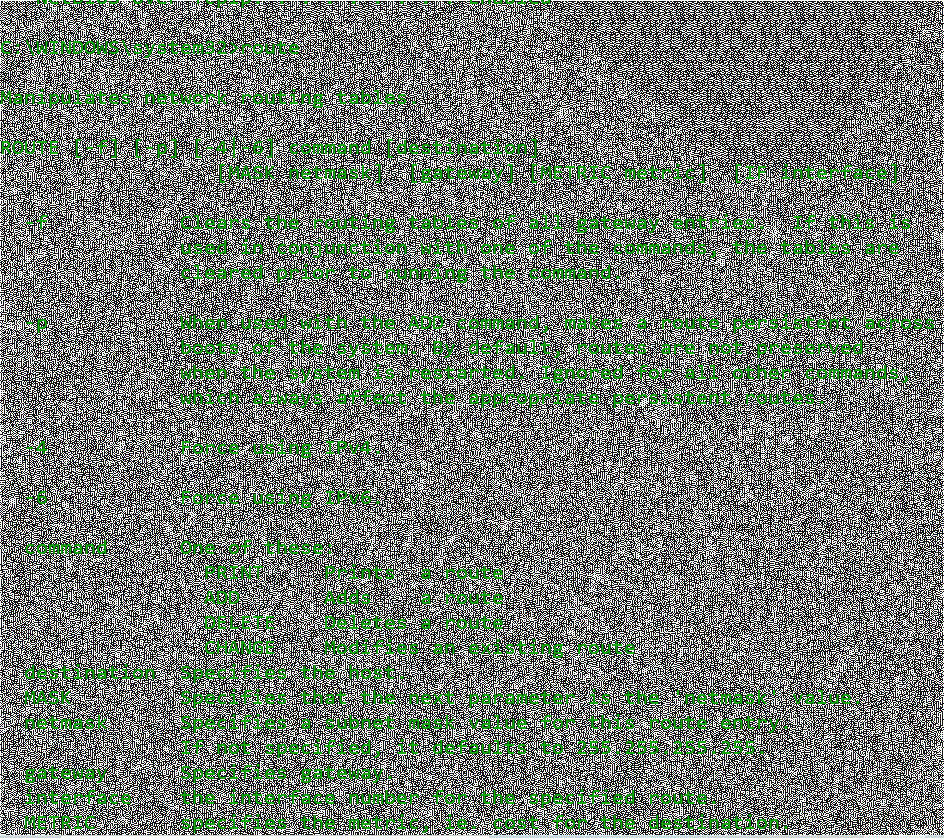 NetBIOS over Tcpip. . . . . . . . : Enabled
C:\WINDOWS\system32>route
Manipulates network routing tables.
ROUTE [-f] [-p] [-4|-6] command [destination]
[MASK netmask] [gateway] [METRIC metric] [IF interface]
-f Clears the routing tables of all gateway entries. If this is
used in conjunction with one of the commands, the tables are
cleared prior to running the command.
-p When used with the ADD command, makes a route persistent across
boots of the system. By default, routes are not preserved
when the system is restarted. Ignored for all other commands,
which always affect the appropriate persistent routes.
-4 Force using IPv4.
-6 Force using IPv6.
command One of these:
PRINT Prints a route
ADD Adds a route
DELETE Deletes a route
CHANGE Modifies an existing route
destination Specifies the host.
MASK Specifies that the next parameter is the 'netmask' value.
netmask Specifies a subnet mask value for this route entry.
If not specified, it defaults to 255.255.255.255.
gateway Specifies gateway.
interface the interface number for the specified route.
METRIC specifies the metric, ie. cost for the destination.